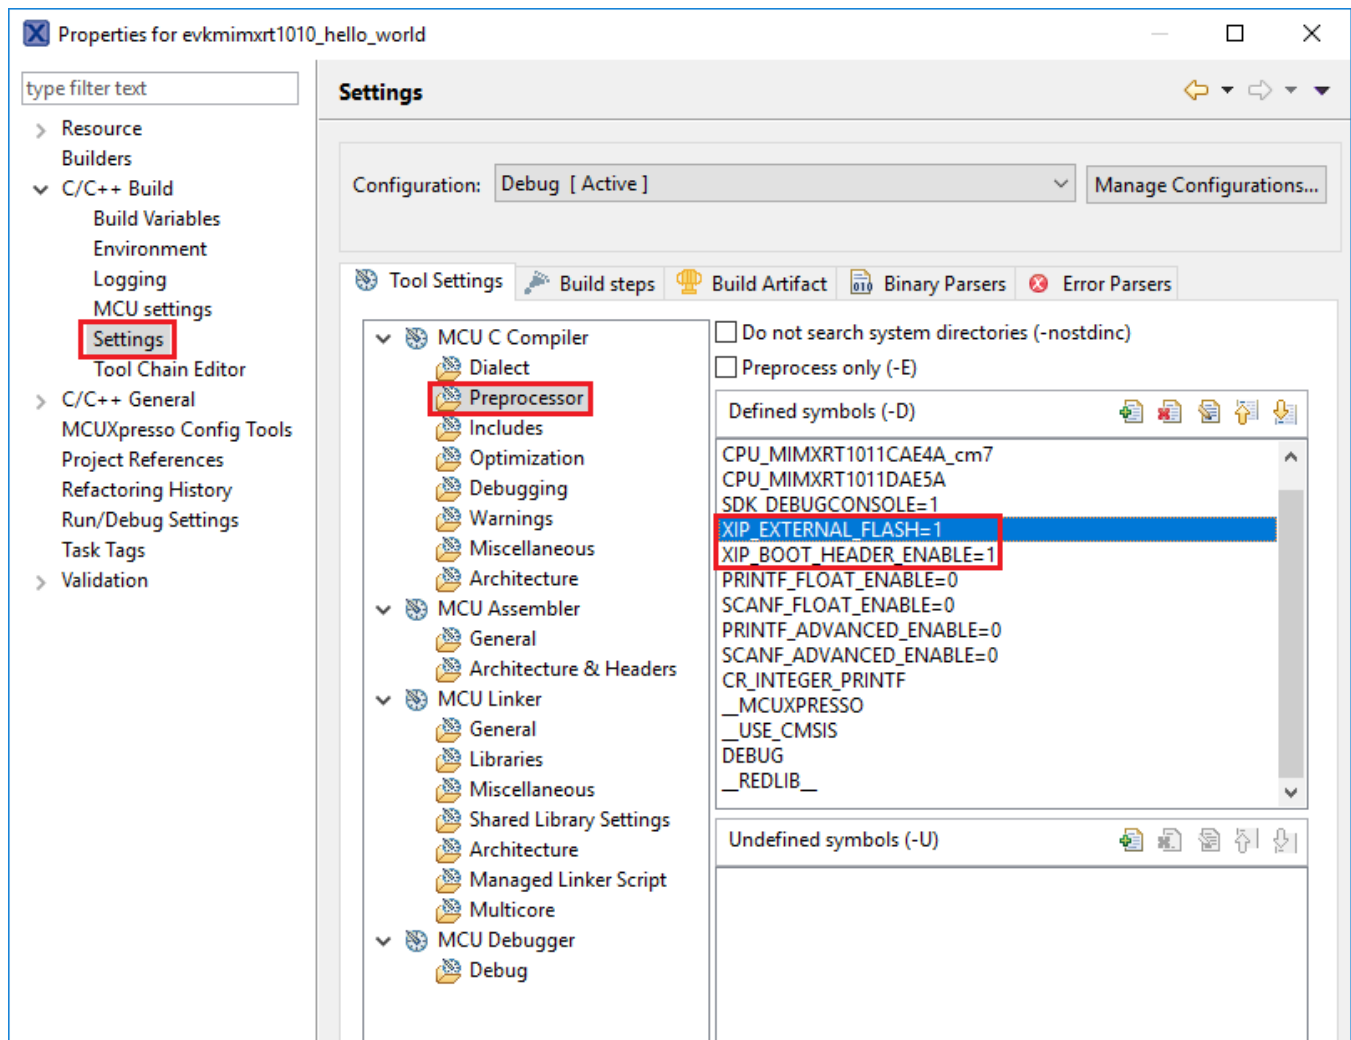 Properties for evkmimxrt1010_hello_world
type filter text
Resource
Builders
C/C++ Build
Build Variables
Environment
Logging
MCU settings
Settings
Tool Chain Editor
C/C++ General
MCUXpresso Config Tools
Project References
Refactoring History
Run/Debug Settings
Task Tags
Validation
Settings
Configuration: Debug [ Active ] Manage Configurations...
Tool Settings Build steps Build Artifact Binary Parsers Error Parsers
MCU C Compiler
Dialect
Preprocessor
Includes
Optimization
Debugging
Warnings
Miscellaneous
Architecture
MCU Assembler
General
Architecture & Headers
MCU Linker
General
Libraries
Miscellaneous
Shared Library Settings
Architecture
Managed Linker Script
Multicore
MCU Debugger
Debug
Do not search system directories (-nostdinc)
Preprocess only (-E)
Defined symbols (-D)
CPU_MIMXRT1011CAE4A_cm7
CPU_MIMXRT1011DAE5A
SDK_DEBUGCONSOLE=1
XIP_EXTERNAL_FLASH=1
XIP_BOOT_HEADER_ENABLE=1
PRINTF_FLOAT_ENABLE=0
SCANF_FLOAT_ENABLE=0
PRINTF_ADVANCED_ENABLE=0
SCANF_ADVANCED_ENABLE=0
CR_INTEGER_PRINTF
__MCUXPRESSO
__USE_CMSIS
DEBUG
__REDLIB__
Undefined symbols (-U)